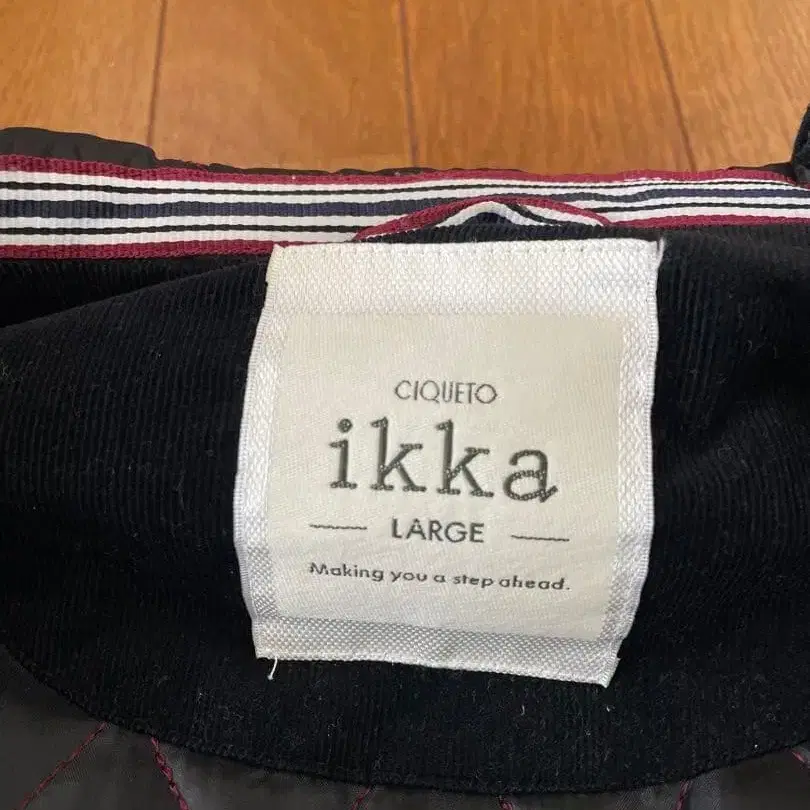 CIQUETO
ikka
LARGE
Making you a step ahead.